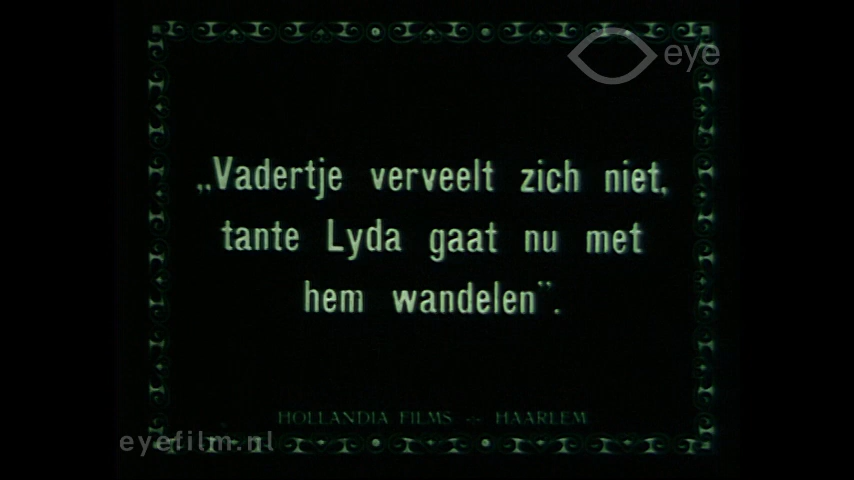 eye
„Vadertje verveelt zich niet,
tante Lyda gaat nu met
hem wandelen”.
HOLLANDIA FILMS - HAARLEM
eyefilm.nl